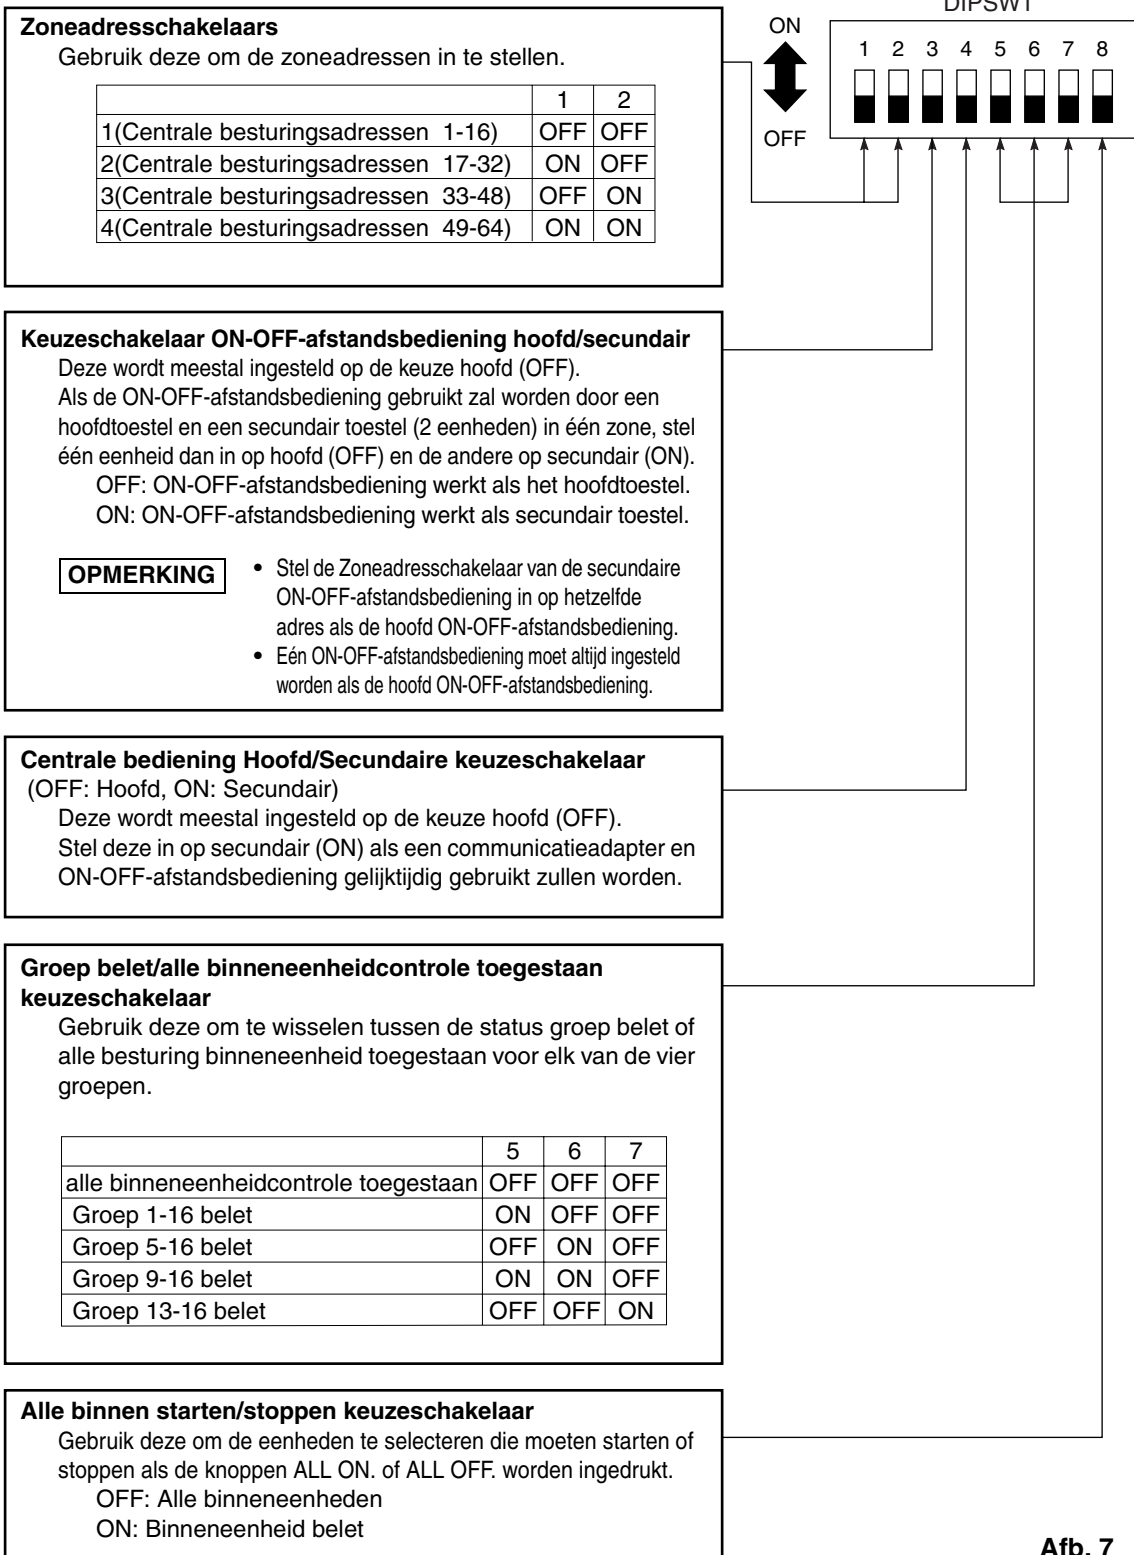 DIPSW1
ON
1 2 3 4 5 6 7 8
OFF
Zoneadresschakelaars
Gebruik deze om de zoneadressen in te stellen.
1 2
1(Centrale besturingsadressen 1-16) OFF OFF
2(Centrale besturingsadressen 17-32) ON OFF
3(Centrale besturingsadressen 33-48) OFF ON
4(Centrale besturingsadressen 49-64) ON ON
Keuzeschakelaar ON-OFF-afstandsbediening hoofd/secundair
Deze wordt meestal ingesteld op de keuze hoofd (OFF).
Als de ON-OFF-afstandsbediening gebruikt zal worden door een
hoofdtoestel en een secundair toestel (2 eenheden) in één zone, stel
één eenheid dan in op hoofd (OFF) en de andere op secundair (ON).
OFF: ON-OFF-afstandsbediening werkt als het hoofdtoestel.
ON: ON-OFF-afstandsbediening werkt als secundair toestel.
OPMERKING
• Stel de Zoneadresschakelaar van de secundaire
ON-OFF-afstandsbediening in op hetzelfde
adres als de hoofd ON-OFF-afstandsbediening.
• Eén ON-OFF-afstandsbediening moet altijd ingesteld
worden als de hoofd ON-OFF-afstandsbediening.
Centrale bediening Hoofd/Secundaire keuzeschakelaar
(OFF: Hoofd, ON: Secundair)
Deze wordt meestal ingesteld op de keuze hoofd (OFF).
Stel deze in op secundair (ON) als een communicatieadapter en
ON-OFF-afstandsbediening gelijktijdig gebruikt zullen worden.
Groep belet/alle binneneenheidcontrole toegestaan
keuzeschakelaar
Gebruik deze om te wisselen tussen de status groep belet of
alle besturing binneneenheid toegestaan voor elk van de vier
groepen.
5 6 7
alle binneneenheidcontrole toegestaan OFF OFF OFF
Groep 1-16 belet ON OFF OFF
Groep 5-16 belet OFF ON OFF
Groep 9-16 belet ON ON OFF
Groep 13-16 belet OFF OFF ON
Alle binnen starten/stoppen keuzeschakelaar
Gebruik deze om de eenheden te selecteren die moeten starten of
stoppen als de knoppen ALL ON. of ALL OFF. worden ingedrukt.
OFF: Alle binneneenheden
ON: Binneneenheid belet
Afb. 7